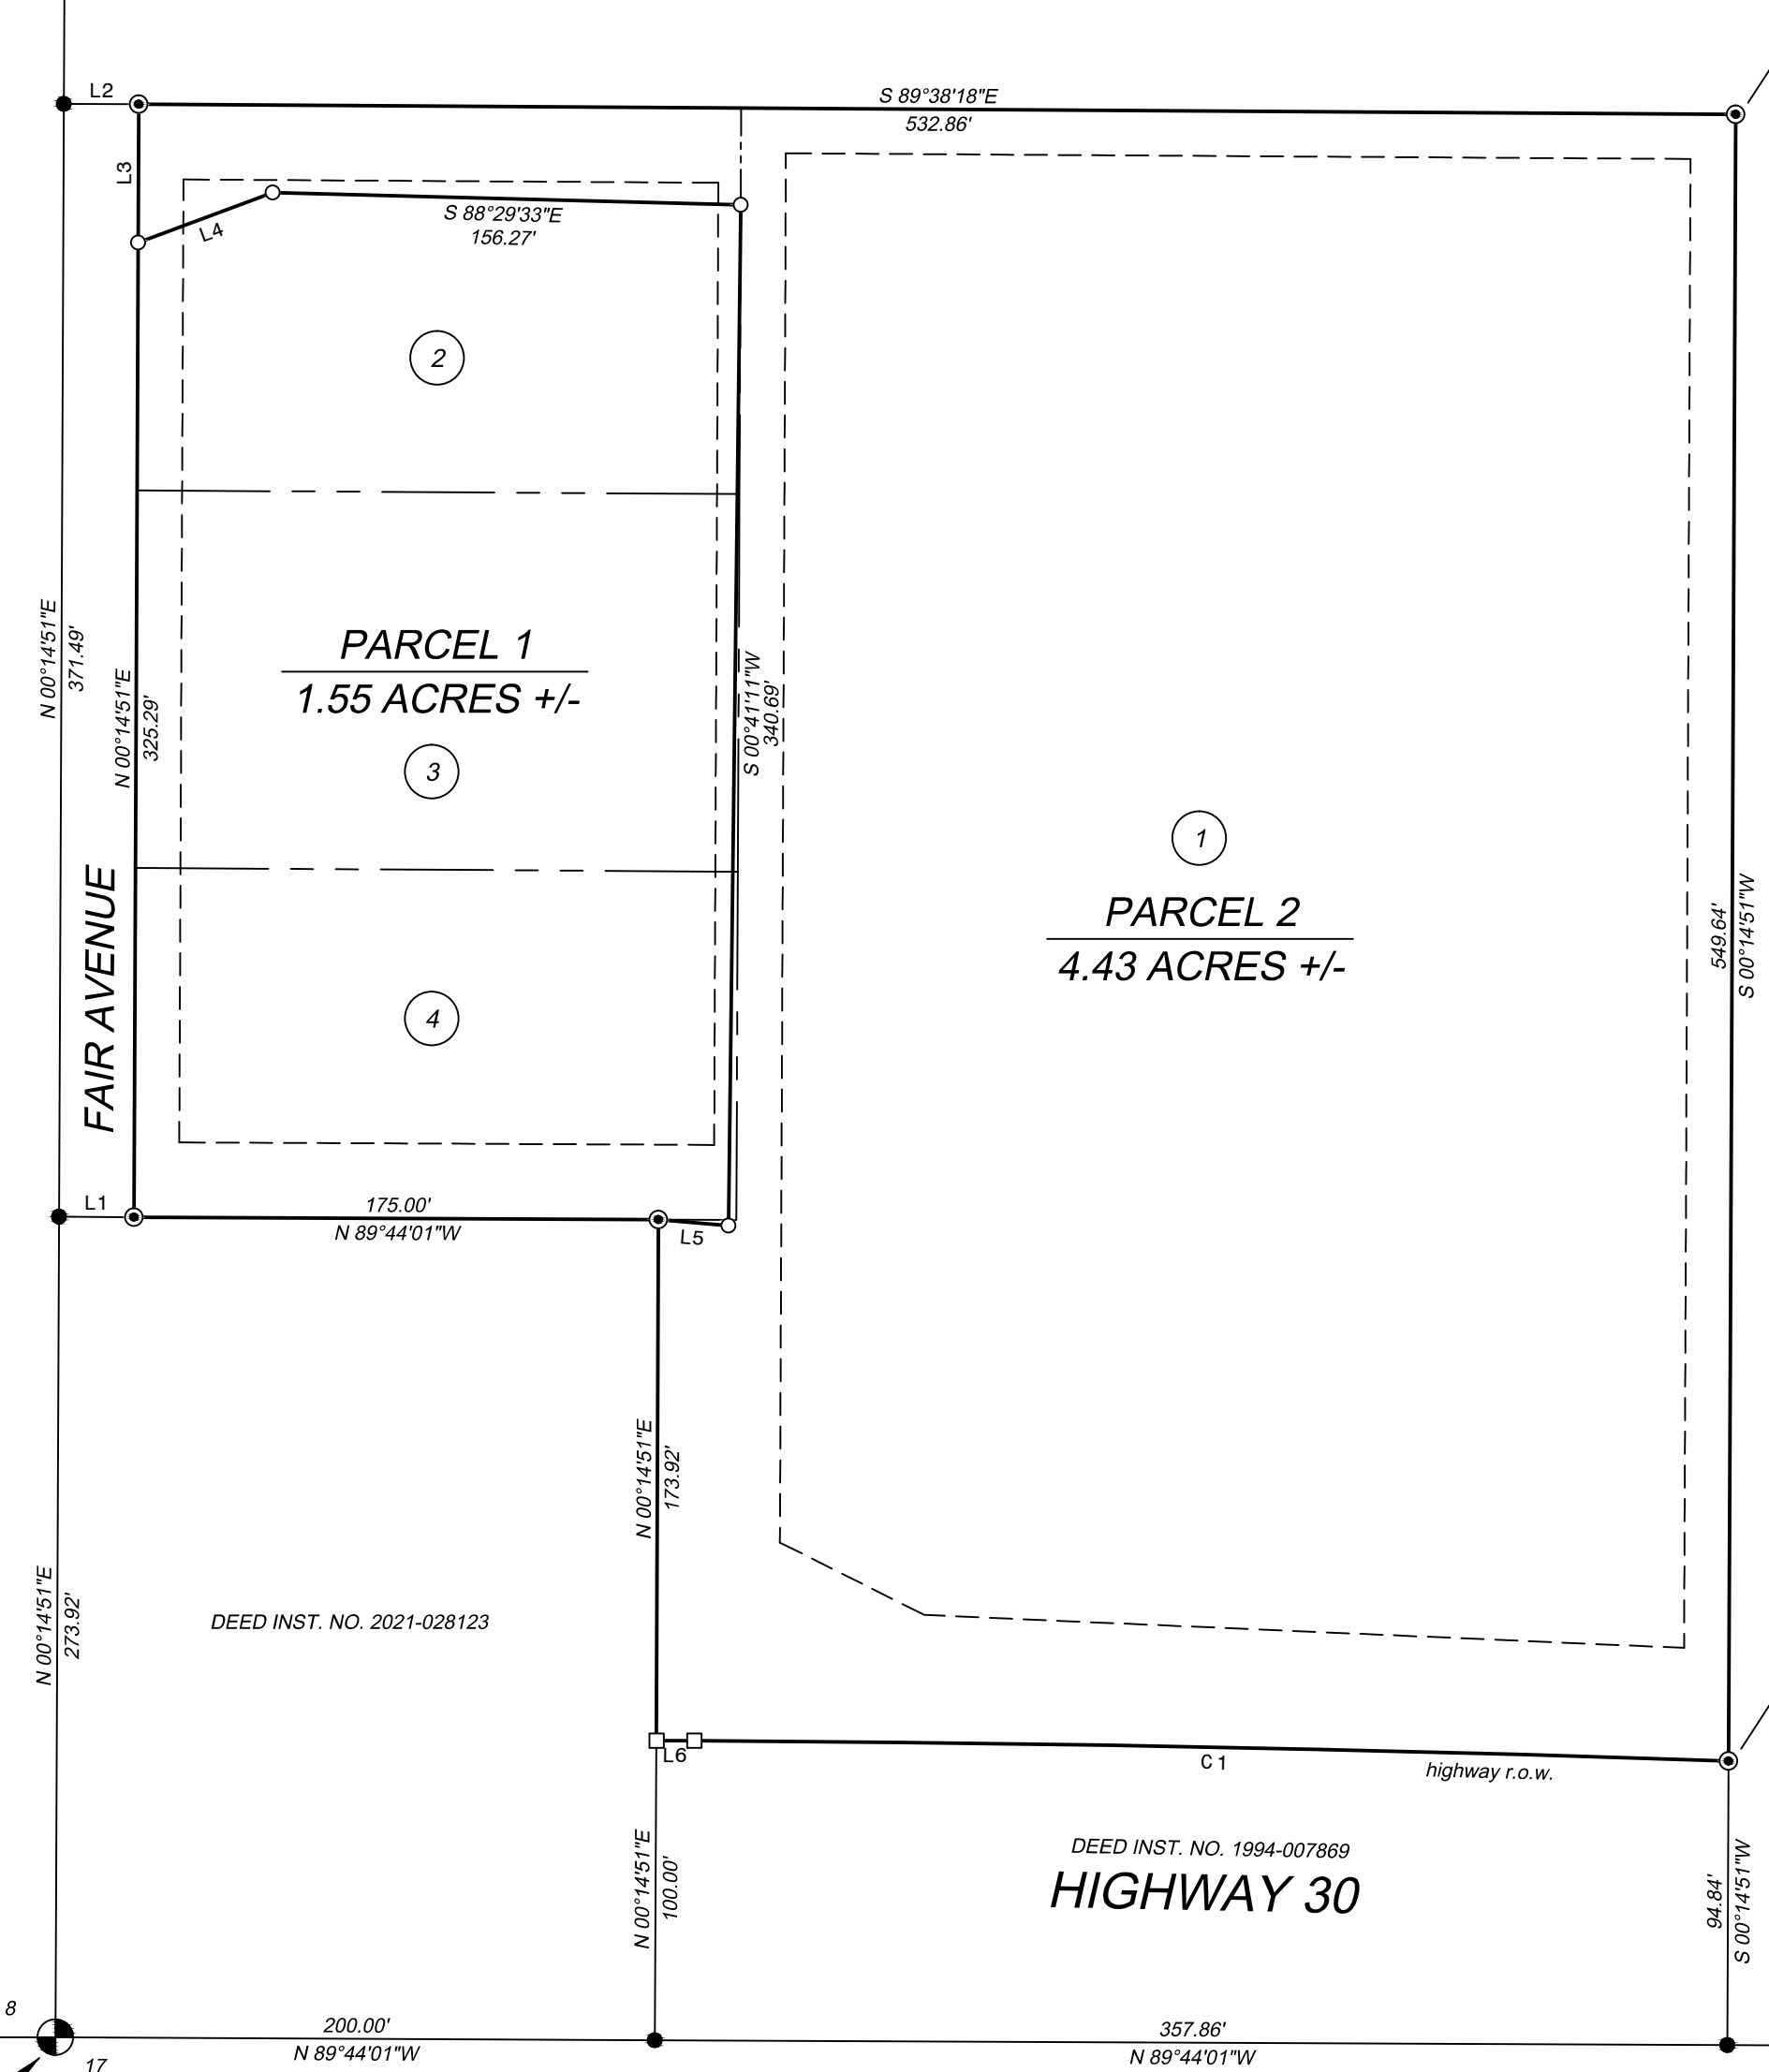 L2
S 89°38'18"E
532.86'
L3
L4
S 88°29'33"E
156.27'
2
N 00°14'51"E
371.49'
N 00°14'51"E
325.29'
PARCEL 1
1.55 ACRES +/-
S 00°41'11"W
340.69'
3
1
FAIR AVENUE
PARCEL 2
4.43 ACRES +/-
549.64'
S 00°14'51"W
4
L1
175.00'
N 89°44'01"W
L5
N 00°14'51"E
173.92'
N 00°14'51"E
273.92'
DEED INST. NO. 2021-028123
L6
C1
highway r.o.w.
N 00°14'51"E
100.00'
DEED INST. NO. 1994-007869
HIGHWAY 30
94.84'
S 00°14'51"W
8
200.00'
N 89°44'01"W
357.86'
N 89°44'01"W
17